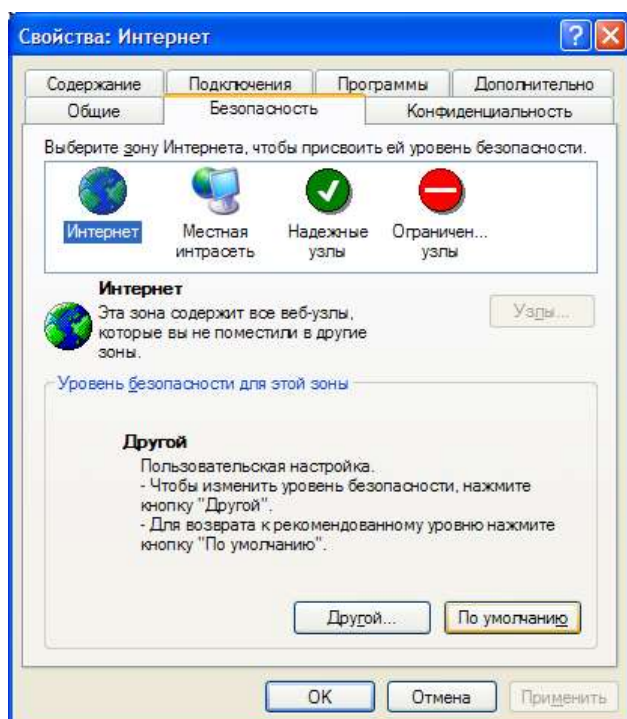 Свойства: Интернет
Содержание Подключения Программы Дополнительно
Общие Безопасность Конфиденциальность
Выберите зону Интернета, чтобы присвоить ей уровень безопасности.
Интернет Местная Надежные Ограничен...
интрасеть узлы узлы
Интернет
Эта зона содержит все веб-узлы, Узлы...
которые вы не поместили в другие
зоны.
Уровень безопасности для этой зоны
Другой
Пользовательская настройка.
- Чтобы изменить уровень безопасности, нажмите
кнопку "Другой".
- Для возврата к рекомендованному уровню нажмите
кнопку "По умолчанию".
Другой... По умолчанию
OK Отмена Применить